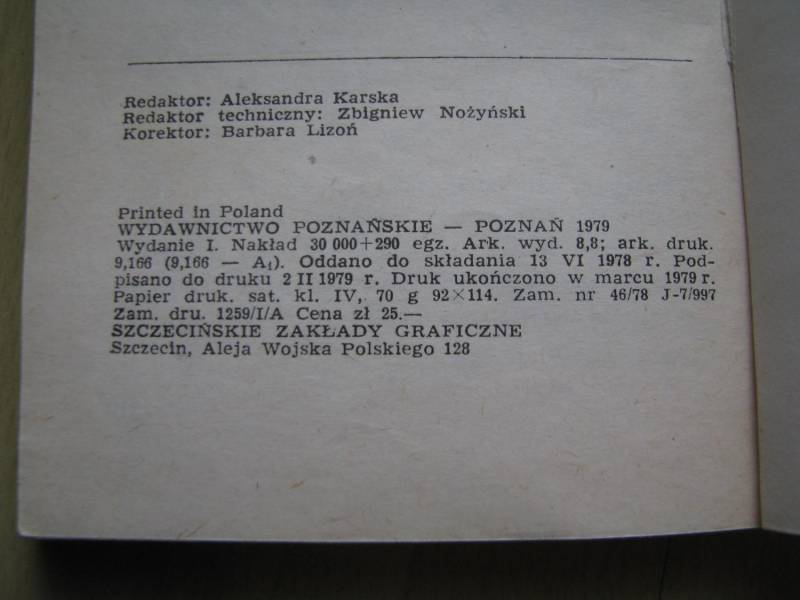 Redaktor: Aleksandra Karska
Redaktor techniczny: Zbigniew Nożyński
Korektor: Barbara Lizoń
Printed in Poland
WYDAWNICTWO POZNAŃSKIE — POZNAŃ 1979
Wydanie I. Nakład 30 000+290 egz. Ark. wyd. 8,8; ark. druk.
9,166 (9,166 — A₁). Oddano do składania 13 VI 1978 r. Pod-
pisano do druku 2 II 1979 r. Druk ukończono w marcu 1979 r.
Papier druk. sat. kl. IV, 70 g 92×114. Zam. nr 46/78 J-7/997
Zam. dru. 1259/I/A Cena zł 25.—
SZCZECIŃSKIE ZAKŁADY GRAFICZNE
Szczecin, Aleja Wojska Polskiego 128